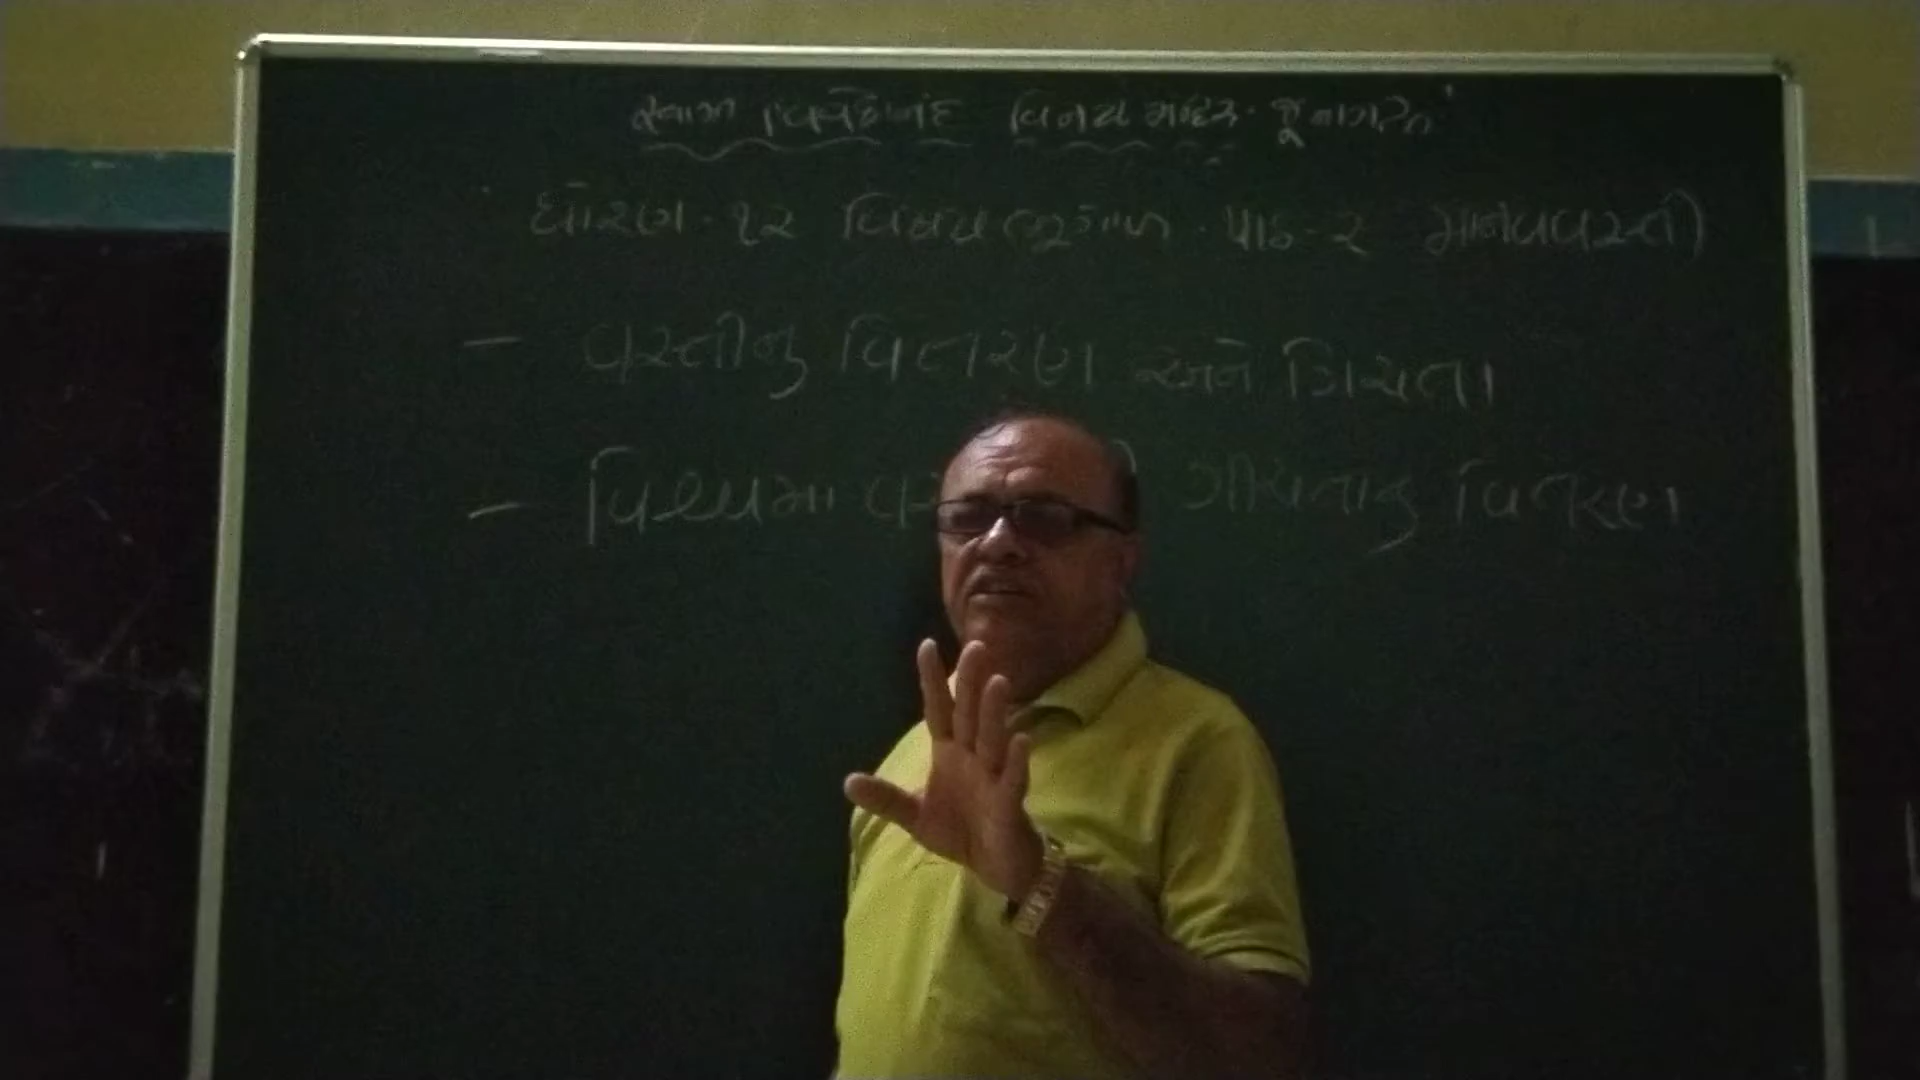 સ્વામી વિવેકાનંદ વિનય મંદિર જૂનાગઢ
ધોરણ - ૧૨ વિષય ભૂગોળ - પાઠ - ૨ માનવવસ્તી
- વસ્તીનુ વિતરણ અને ગિચતા
- વિશ્વમા ગીચતાનુ વિતરણ